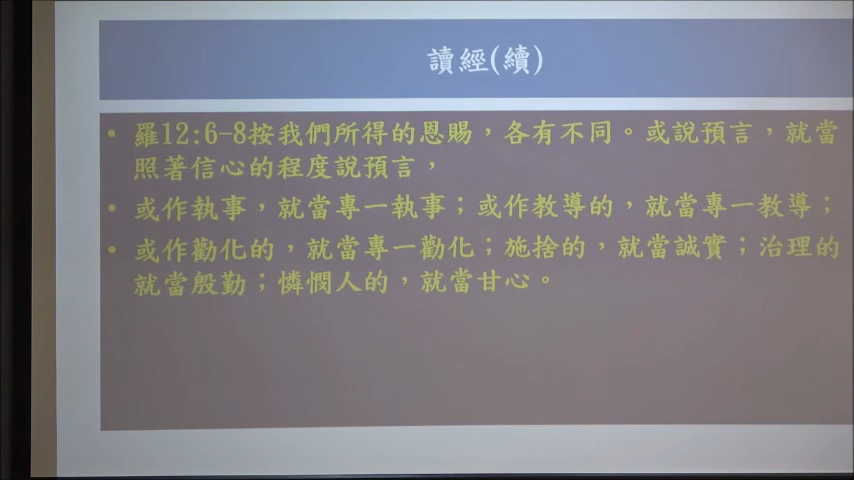 讀經(續)
• 羅12:6-8按我們所得的恩賜，各有不同。或說預言，就當
照著信心的程度說預言，
• 或作執事，就當專一執事；或作教導的，就當專一教導；
• 或作勸化的，就當專一勸化；施捨的，就當誠實；治理的
就當殷勤；憐憫人的，就當甘心。